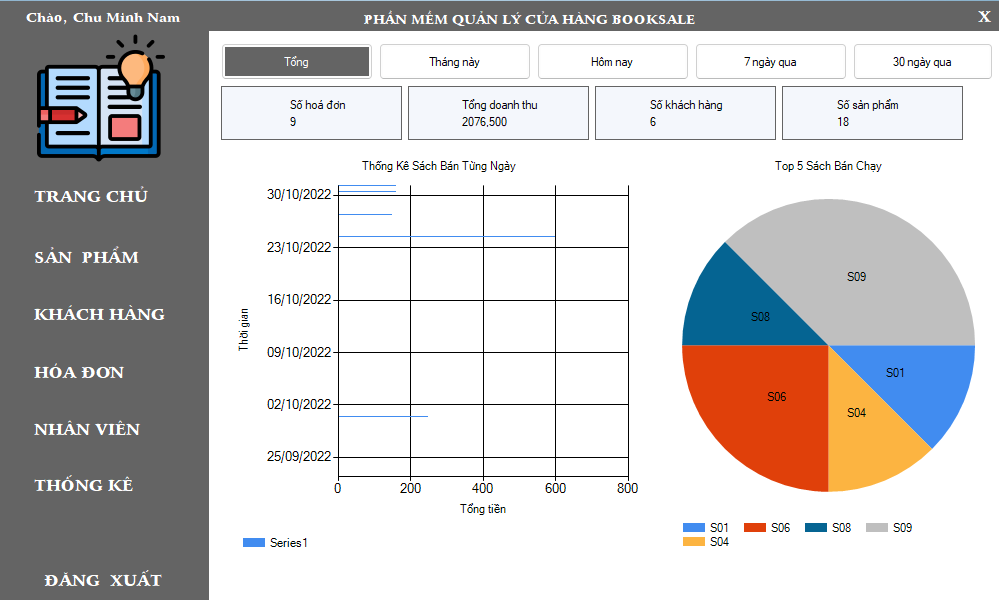 Chào, Chu Minh Nam
PHẦN MỀM QUẢN LÝ CỦA HÀNG BOOKSALE
X
Tổng
Tháng này
Hôm nay
7 ngày qua
30 ngày qua
Số hoá đơn
9
Tổng doanh thu
2076,500
Số khách hàng
6
Số sản phẩm
18
TRANG CHỦ
SẢN PHẨM
KHÁCH HÀNG
HÓA ĐƠN
NHÂN VIÊN
THỐNG KÊ
ĐĂNG XUẤT
Thống Kê Sách Bán Từng Ngày
30/10/2022
23/10/2022
16/10/2022
09/10/2022
02/10/2022
25/09/2022
Thời gian
0 200 400 600 800
Tổng tiền
Series1
Top 5 Sách Bán Chạy
S09
S08
S01
S06
S04
S01 S06 S08 S09
S04